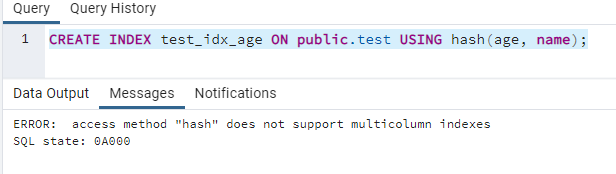 Query Query History
1 CREATE INDEX test_idx_age ON public.test USING hash(age, name);
Data Output Messages Notifications
ERROR:  access method "hash" does not support multicolumn indexes
SQL state: 0A000